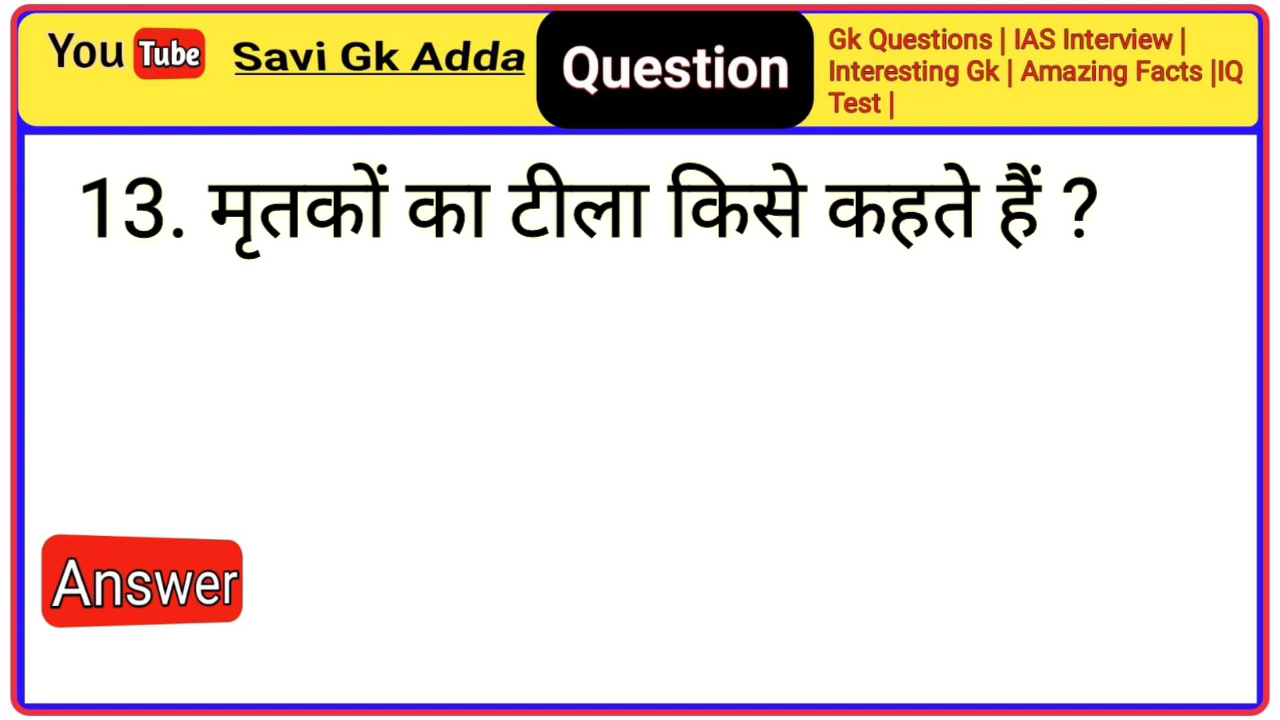 You Tube Savi Gk Adda Question
Gk Questions | IAS Interview |
Interesting Gk | Amazing Facts |IQ
Test |
13. मृतकों का टीला किसे कहते हैं ?
Answer